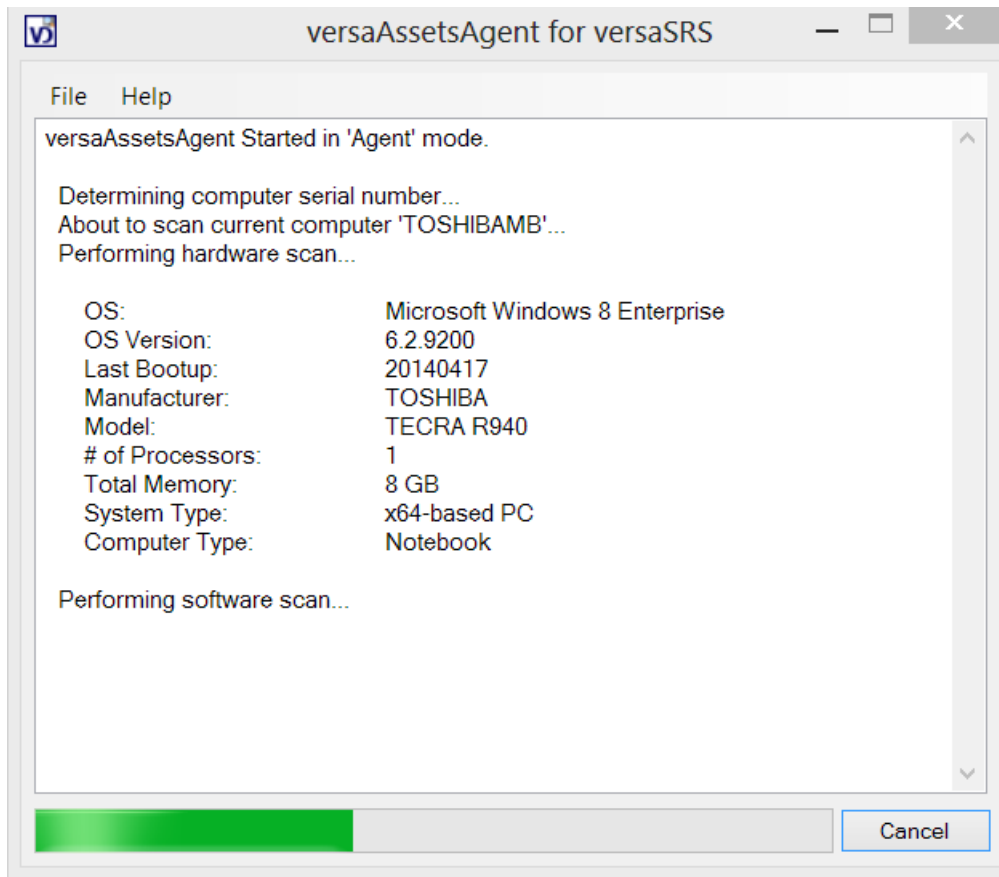 versaAssetsAgent for versaSRS
File Help
versaAssetsAgent Started in 'Agent' mode.
Determining computer serial number...
About to scan current computer 'TOSHIBAMB'...
Performing hardware scan...
OS: Microsoft Windows 8 Enterprise
OS Version: 6.2.9200
Last Bootup: 20140417
Manufacturer: TOSHIBA
Model: TECRA R940
# of Processors: 1
Total Memory: 8 GB
System Type: x64-based PC
Computer Type: Notebook
Performing software scan...
Cancel